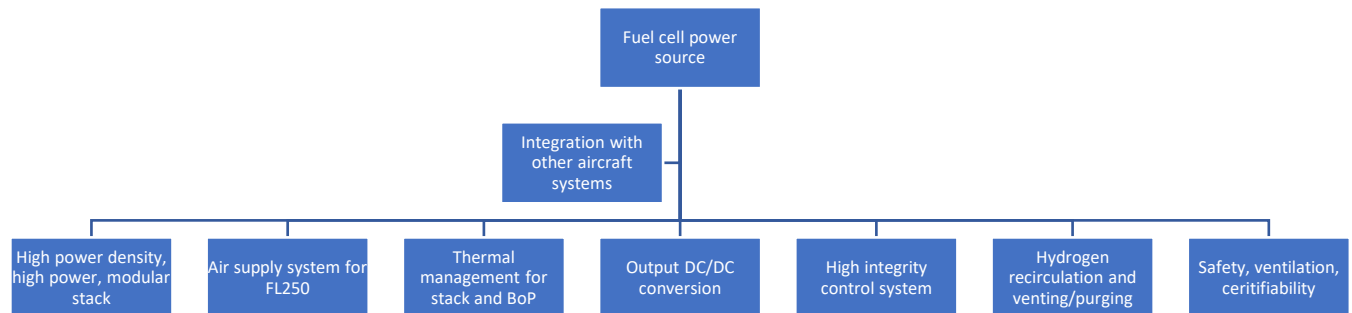 Fuel cell power
source
Integration with
other aircraft
systems
High power density,
high power, modular
stack
Air supply system for
FL250
Thermal
management for
stack and BoP
Output DC/DC
conversion
High integrity
control system
Hydrogen
recirculation and
venting/purging
Safety, ventilation,
ceritifiability